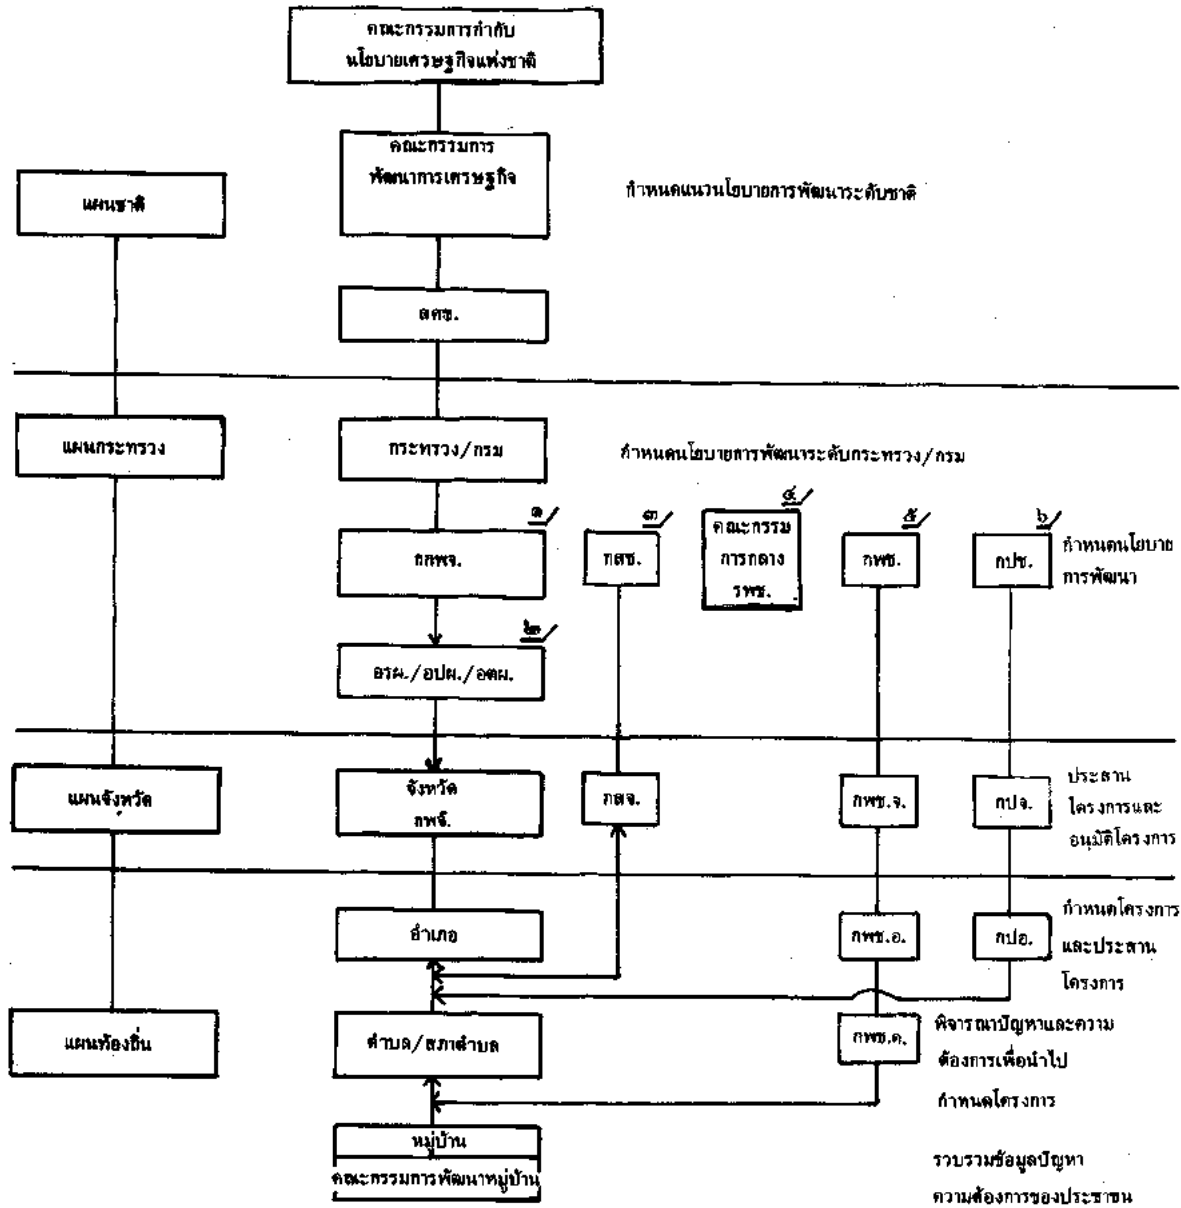 คณะกรรมการกำกับ
นโยบายเศรษฐกิจแห่งชาติ
คณะกรรมการ
พัฒนาการเศรษฐกิจ
แผนชาติ
กำหนดแนวนโยบายการพัฒนาระดับชาติ
สศช.
แผนกระทรวง
กระทรวง/กรม
กำหนดนโยบายการพัฒนาระดับกระทรวง/กรม
๑/
๓/
๔/
๕/
๖/
กกพจ.
กสช.
คณะกรรม
การกลาง
รพช.
กพช.
กปช.
กำหนดนโยบาย
การพัฒนา
๒/
อรผ./อปผ./อตผ.
แผนจังหวัด
จังหวัด
กพจ.
กสจ.
กพช.จ.
กปจ.
ประสาน
โครงการและ
อนุมัติโครงการ
อำเภอ
กพช.อ.
กปอ.
กำหนดโครงการ
และประสาน
โครงการ
แผนท้องถิ่น
ตำบล/สภาตำบล
กพช.ต.
พิจารณาปัญหาและความ
ต้องการเพื่อนำไป
กำหนดโครงการ
หมู่บ้าน
คณะกรรมการพัฒนาหมู่บ้าน
รวบรวมข้อมูลปัญหา
ความต้องการของประชาชน